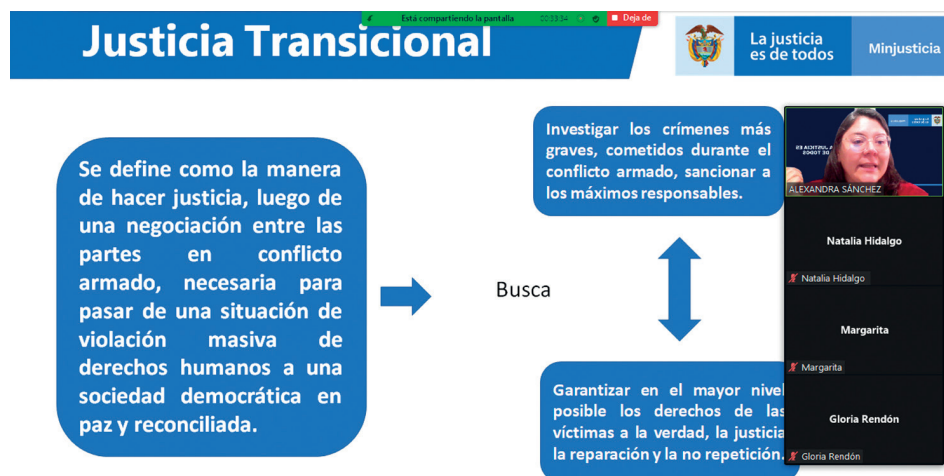 Está compartiendo la pantalla
00:33:34
Deja de
Justicia Transicional
La justicia
es de todos
Minjusticia
Se define como la manera
de hacer justicia, luego de
una negociación entre las
partes en conflicto
armado, necesaria para
pasar de una situación de
violación masiva de
derechos humanos a una
sociedad democrática en
paz y reconciliada.
Busca
Investigar los crímenes más
graves, cometidos durante el
conflicto armado, sancionar a
los máximos responsables.
Garantizar en el mayor nivel
posible los derechos de las
víctimas a la verdad, la justicia
la reparación y la no repetición.
ALEXANDRA SÁNCHEZ
Natalia Hidalgo
Natalia Hidalgo
Margarita
Margarita
Gloria Rendón
Gloria Rendón